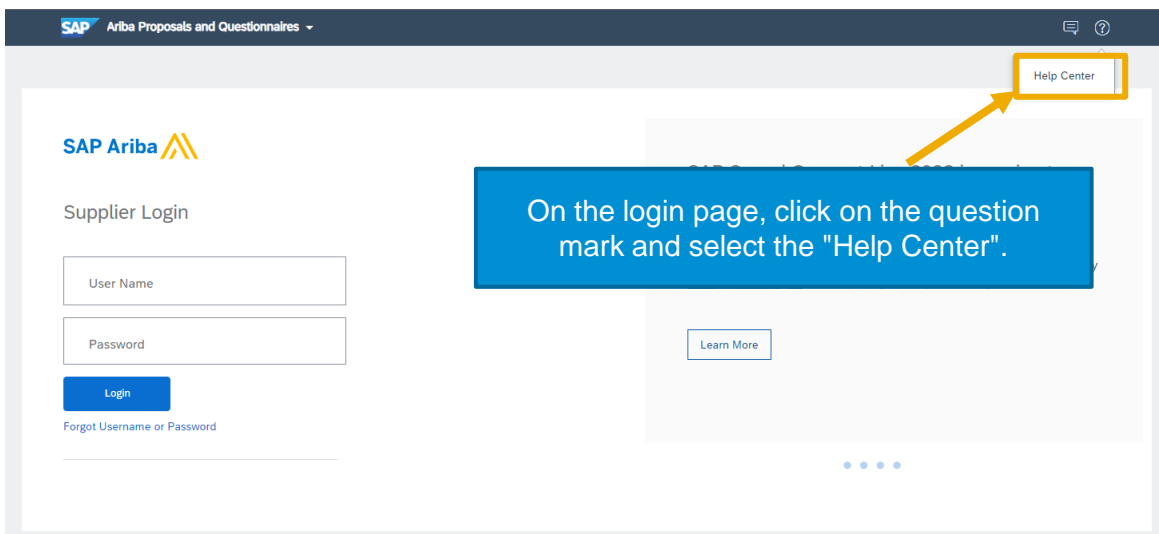 SAP Ariba Proposals and Questionnaires
Help Center
SAP Ariba
Supplier Login
On the login page, click on the question
mark and select the "Help Center".
User Name
Password
Learn More
Login
Forgot Username or Password